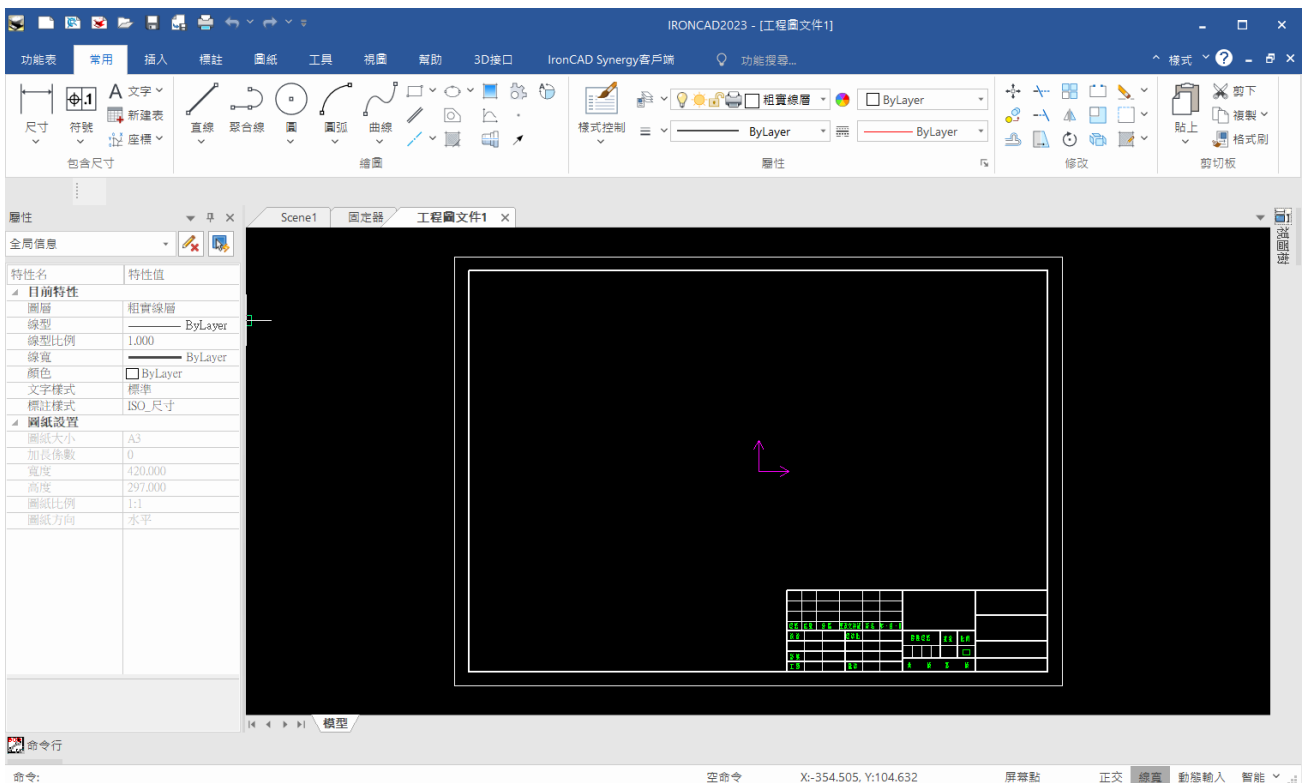 IRONCAD2023 - [工程圖文件1]
功能表 常用 插入 標註 圖紙 工具 視圖 幫助 3D接口 IronCAD Synergy客戶端 功能搜尋... 樣式
尺寸 符號 文字 新建表 座標
包含尺寸
直線 聚合線 圓 圓弧 曲線
繪圖
樣式控制 粗實線層 ByLayer
ByLayer ByLayer
屬性
修改
貼上 剪下 複製 格式刷
剪切板
屬性
Scene1 固定器 工程圖文件1
視圖樹
全局信息
特性名 特性值
目前特性
圖層 粗實線層
線型 ByLayer
線型比例 1.000
線寬 ByLayer
顏色 ByLayer
文字樣式 標準
標註樣式 ISO_尺寸
圖紙設置
圖紙大小 A3
加長係數 0
寬度 420.000
高度 297.000
圖紙比例 1:1
圖紙方向 水平
模型
命令行
命令: 空命令 X:-354.505, Y:104.632 屏幕點 正交 線寬 動態輸入 智能